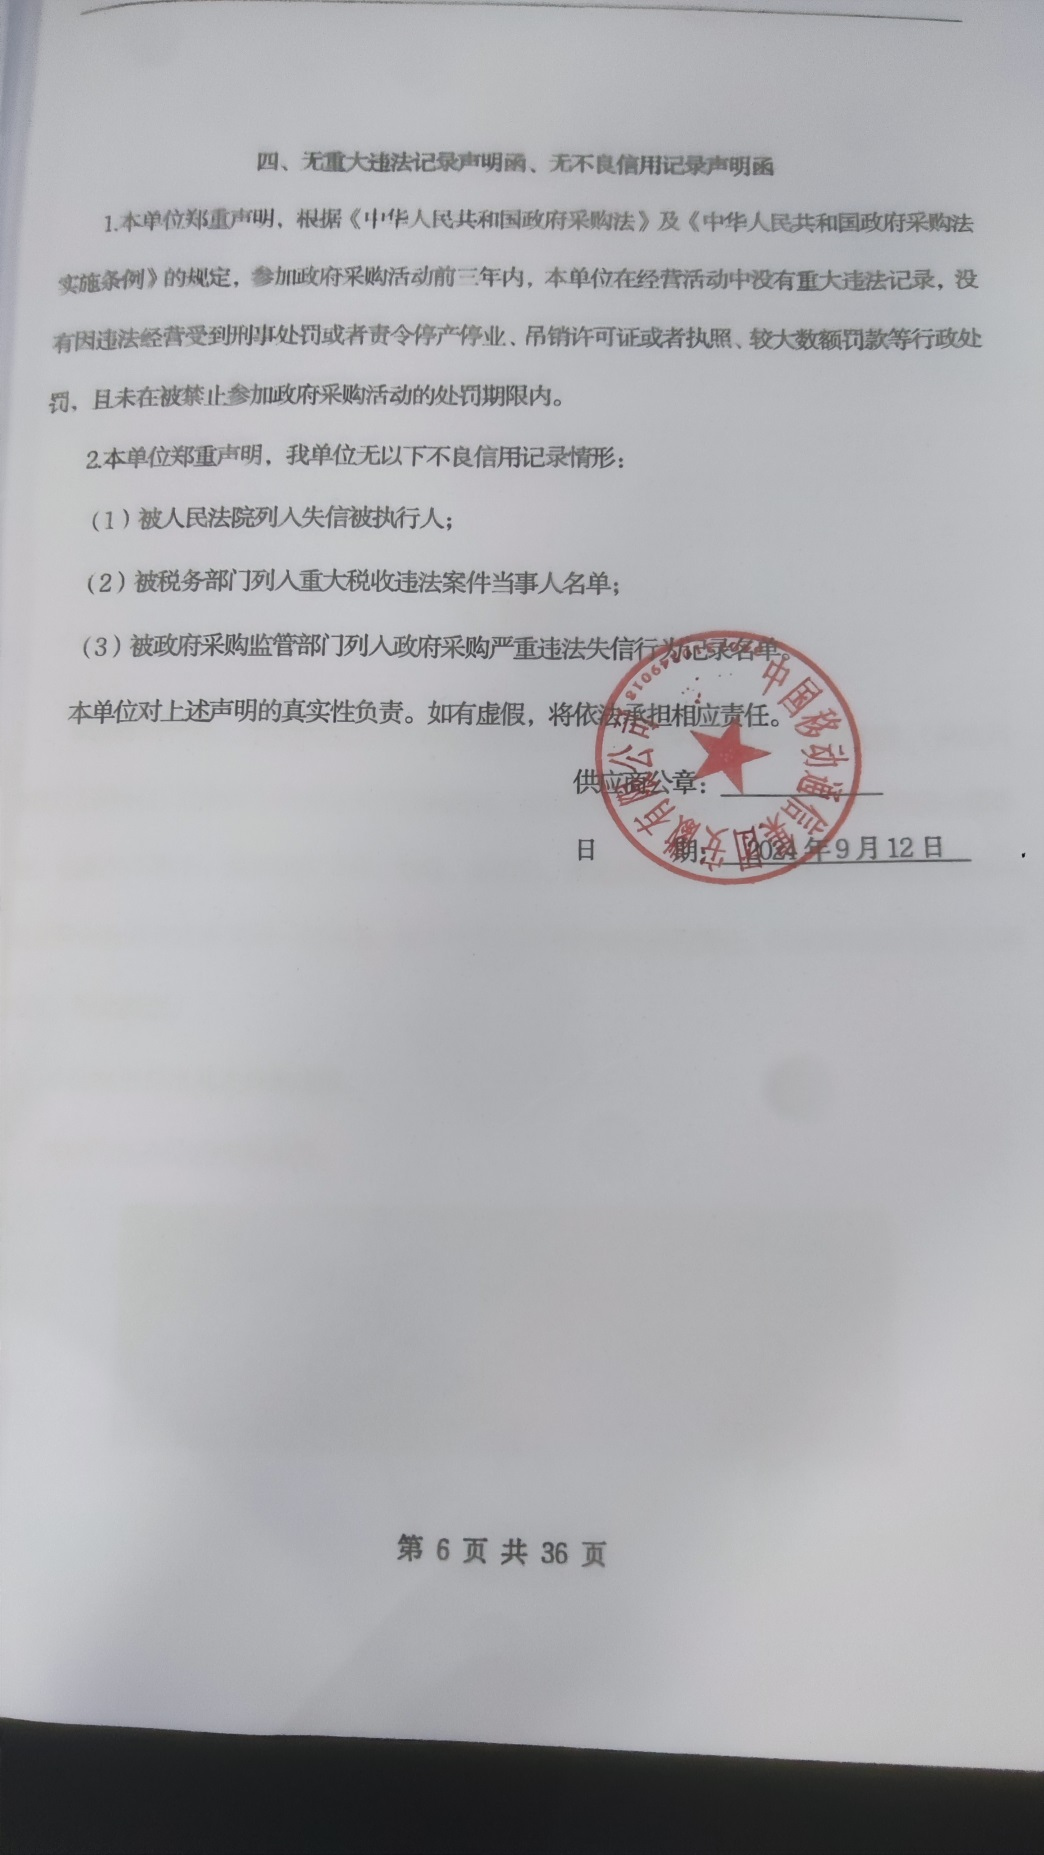 四、无重大违法记录声明函、无不良信用记录声明函
1.本单位郑重声明，根据《中华人民共和国政府采购法》及《中华人民共和国政府采购法
实施条例》的规定，参加政府采购活动前三年内，本单位在经营活动中没有重大违法记录，没
有因违法经营受到刑事处罚或者责令停产停业、吊销许可证或者执照、较大数额罚款等行政处
罚，且未在被禁止参加政府采购活动的处罚期限内。
2.本单位郑重声明，我单位无以下不良信用记录情形：
（1）被人民法院列入失信被执行人；
（2）被税务部门列入重大税收违法案件当事人名单；
（3）被政府采购监管部门列入政府采购严重违法失信行为记录名单。
本单位对上述声明的真实性负责。如有虚假，将依法承担相应责任。
供应商公章：
日 期：2024年9月12日
中国移动通信集团安徽有限公司
第 6 页 共 36 页